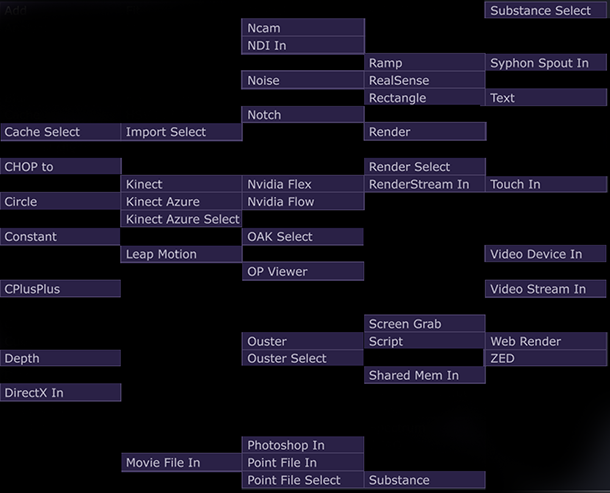 Add
Substance Select
Ncam
NDI In
Ramp
Syphon Spout In
Noise
RealSense
Rectangle
Text
Notch
Cache Select
Import Select
Render
CHOP to
Render Select
Kinect
Nvidia Flex
RenderStream In
Touch In
Circle
Kinect Azure
Nvidia Flow
Kinect Azure Select
Constant
OAK Select
Leap Motion
Video Device In
OP Viewer
CPlusPlus
Video Stream In
Screen Grab
Ouster
Script
Web Render
Depth
Ouster Select
ZED
Shared Mem In
DirectX In
Photoshop In
Movie File In
Point File In
Point File Select
Substance